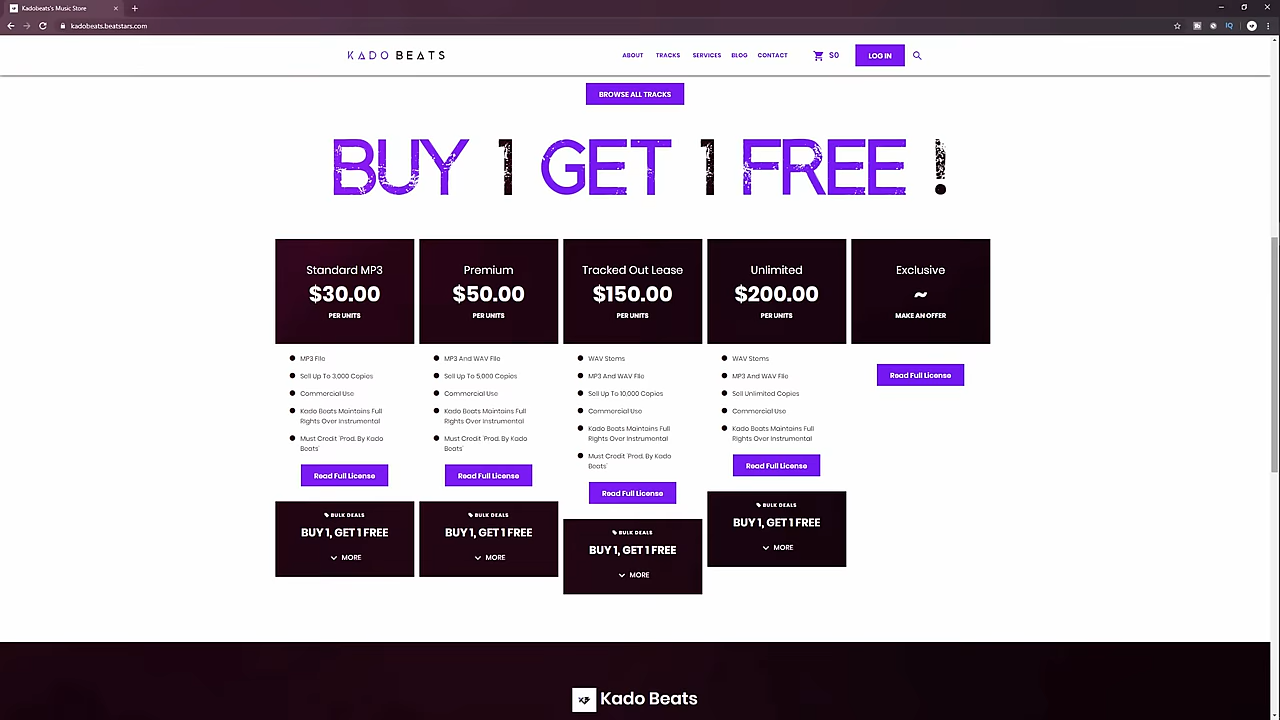 Kadobeats's Music Store
kadobeats.beatstars.com
KADO BEATS
ABOUT
TRACKS
SERVICES
BLOG
CONTACT
$0
LOG IN
BROWSE ALL TRACKS
BUY 1 GET 1 FREE !
Standard MP3
$30.00
PER UNITS
MP3 File
Sell Up To 3,000 Copies
Commercial Use
Kado Beats Maintains Full
Rights Over Instrumental
Must Credit 'Prod. By Kado
Beats'
Read Full License
BULK DEALS
BUY 1, GET 1 FREE
MORE
Premium
$50.00
PER UNITS
MP3 And WAV File
Sell Up To 5,000 Copies
Commercial Use
Kado Beats Maintains Full
Rights Over Instrumental
Must Credit 'Prod. By Kado
Beats'
Read Full License
BULK DEALS
BUY 1, GET 1 FREE
MORE
Tracked Out Lease
$150.00
PER UNITS
WAV Stems
MP3 And WAV File
Sell Up To 10,000 Copies
Commercial Use
Kado Beats Maintains Full
Rights Over Instrumental
Must Credit 'Prod. By Kado
Beats'
Read Full License
BULK DEALS
BUY 1, GET 1 FREE
MORE
Unlimited
$200.00
PER UNITS
WAV Stems
MP3 And WAV File
Sell Unlimited Copies
Commercial Use
Kado Beats Maintains Full
Rights Over Instrumental
Read Full License
BULK DEALS
BUY 1, GET 1 FREE
MORE
Exclusive
~
MAKE AN OFFER
Read Full License
Kado Beats